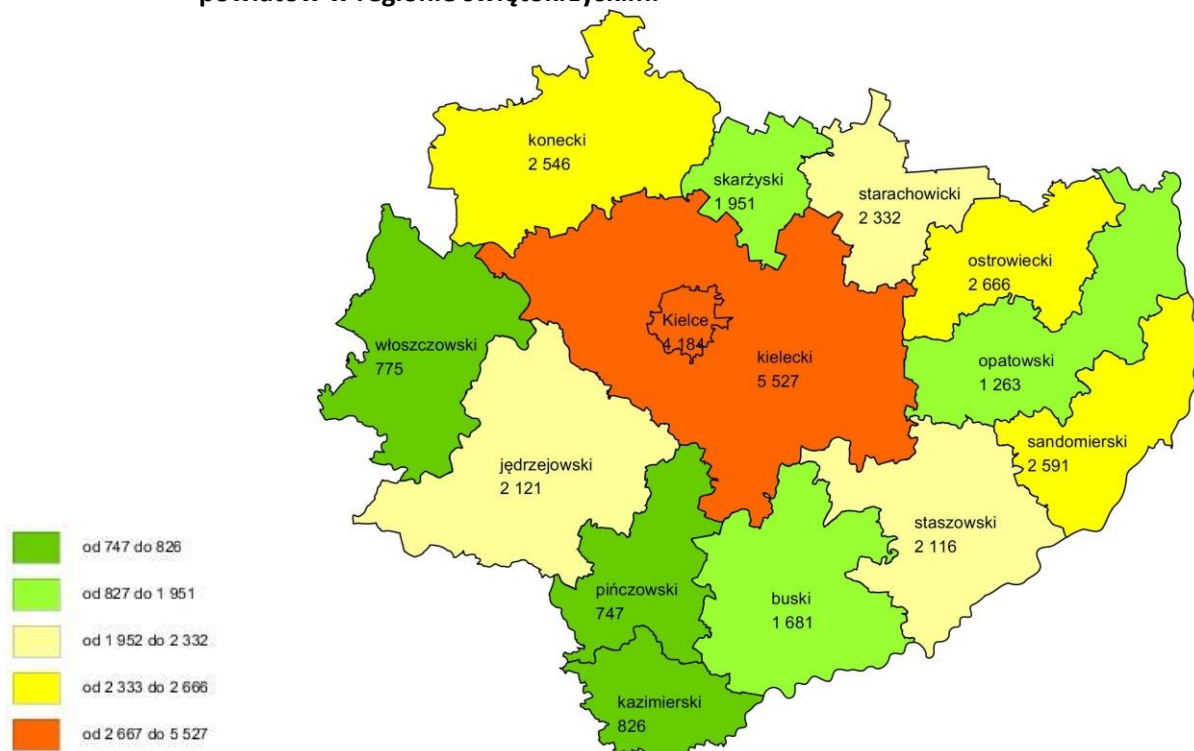 konecki
2 546
skarżyski
1 951
starachowicki
2 332
ostrowiecki
2 666
Kielce
4 184
włoszczowski
775
kielecki
5 527
opatowski
1 263
sandomierski
2 591
jędrzejowski
2 121
staszowski
2 116
pińczowski
747
buski
1 681
kazimierski
826
od 747 do 826
od 827 do 1 951
od 1 952 do 2 332
od 2 333 do 2 666
od 2 667 do 5 527